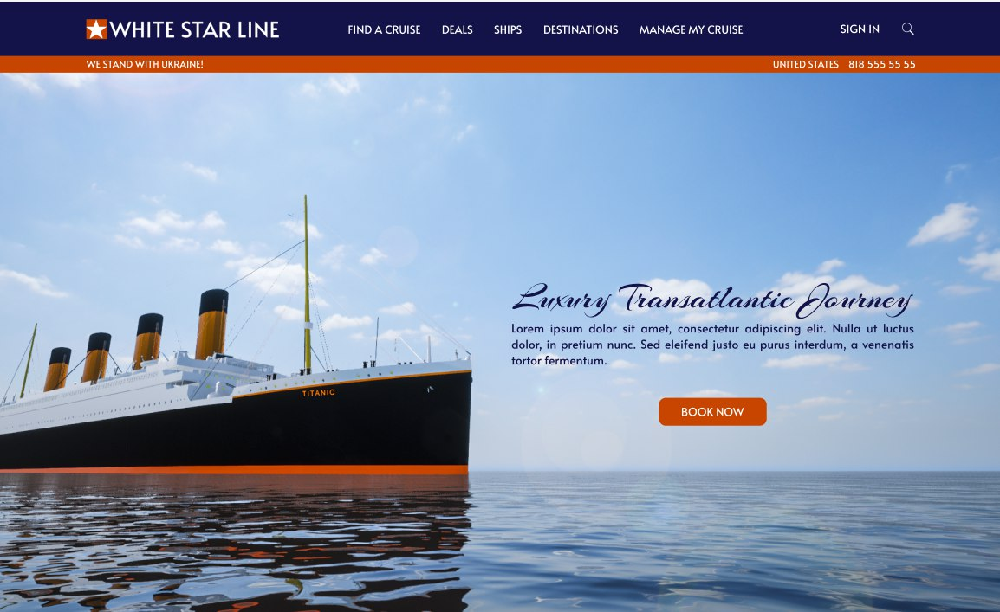 WHITE STAR LINE
FIND A CRUISE DEALS SHIPS DESTINATIONS MANAGE MY CRUISE
SIGN IN
WE STAND WITH UKRAINE!
UNITED STATES 818 555 55 55
Luxury Transatlantic Journey
Lorem ipsum dolor sit amet, consectetur adipiscing elit. Nulla ut luctus
dolor, in pretium nunc. Sed eleifend justo eu purus interdum, a venenatis
tortor fermentum.
TITANIC
BOOK NOW